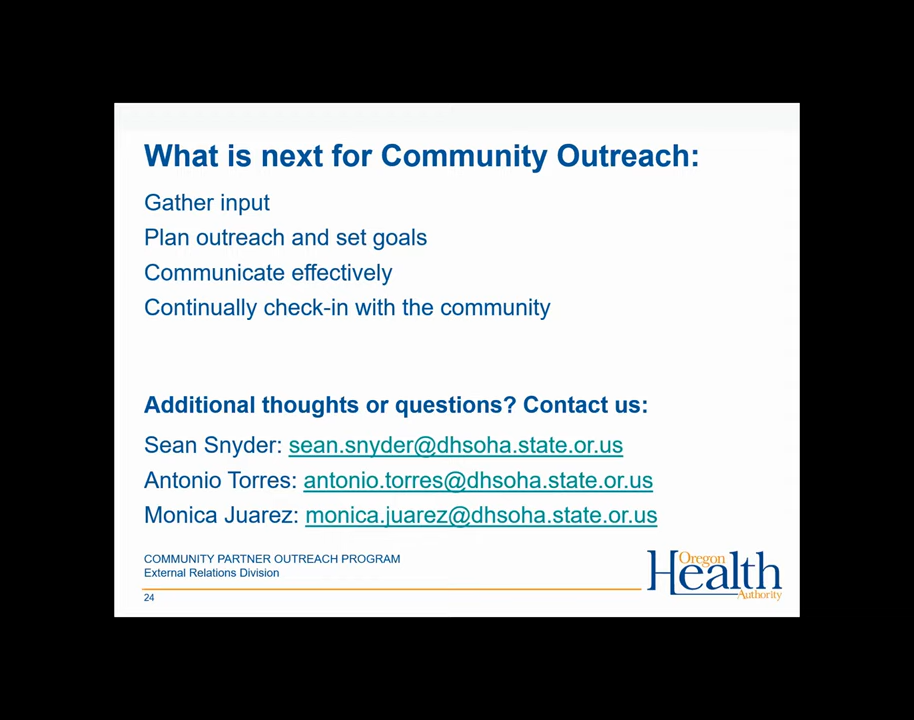 What is next for Community Outreach:
Gather input
Plan outreach and set goals
Communicate effectively
Continually check-in with the community
Additional thoughts or questions? Contact us:
Sean Snyder: sean.snyder@dhsoha.state.or.us
Antonio Torres: antonio.torres@dhsoha.state.or.us
Monica Juarez: monica.juarez@dhsoha.state.or.us
COMMUNITY PARTNER OUTREACH PROGRAM
External Relations Division
24
Oregon
Health
Authority